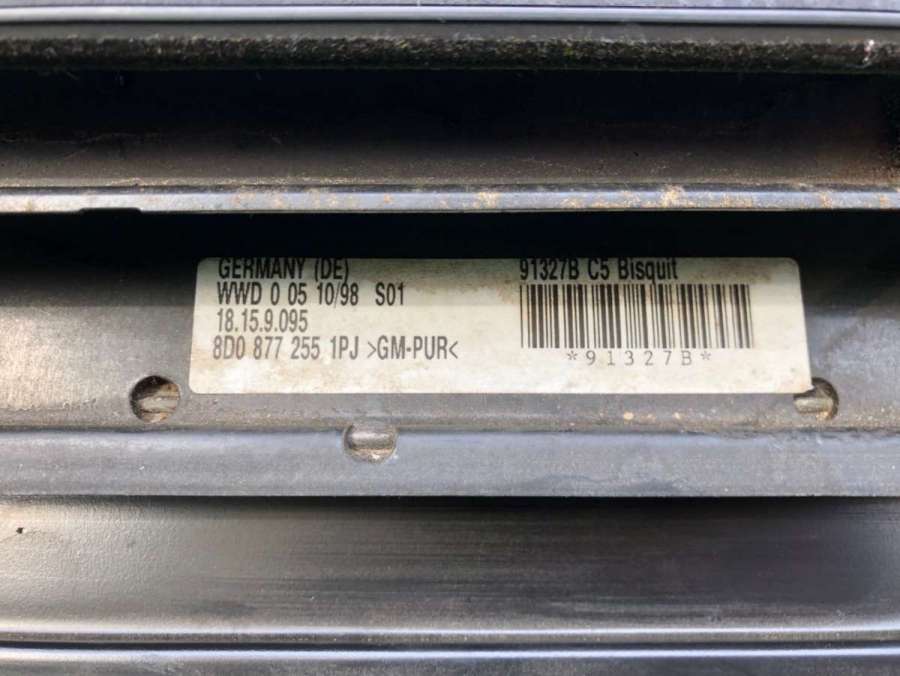 GERMANY (DE)
WWD 0 05 10/98 S01
18.15.9.095
8D0 877 255 1PJ >GM-PUR<
91327B C5 Bisquit
*91327B*